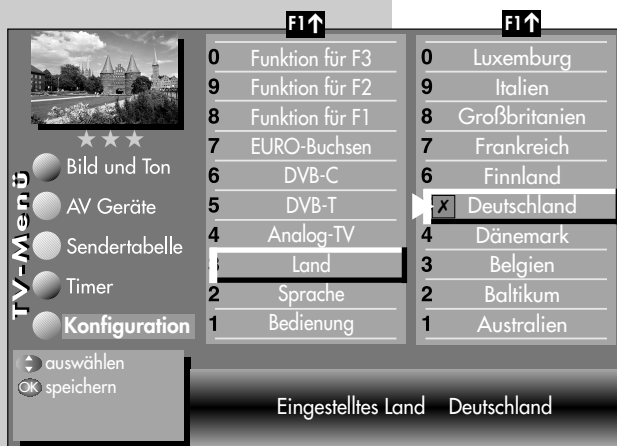 F1↑
F1↑
TV-Menü
Bild und Ton
AV Geräte
Sendertabelle
Timer
Konfiguration
0 Funktion für F3
9 Funktion für F2
8 Funktion für F1
7 EURO-Buchsen
6 DVB-C
5 DVB-T
4 Analog-TV
3 Land
2 Sprache
1 Bedienung
0 Luxemburg
9 Italien
8 Großbritanien
7 Frankreich
6 Finnland
✗ Deutschland
4 Dänemark
3 Belgien
2 Baltikum
1 Australien
auswählen
OK speichern
Eingestelltes Land Deutschland